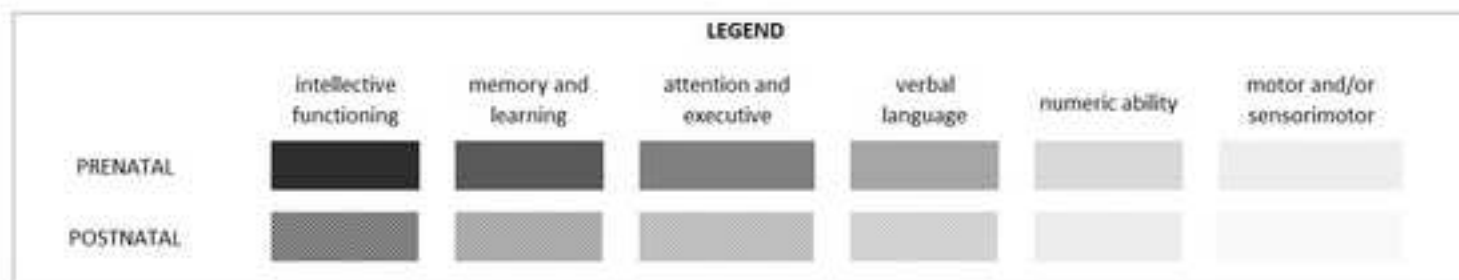 LEGEND
intellective functioning
memory and learning
attention and executive
verbal language
numeric ability
motor and/or sensorimotor
PRENATAL
POSTNATAL